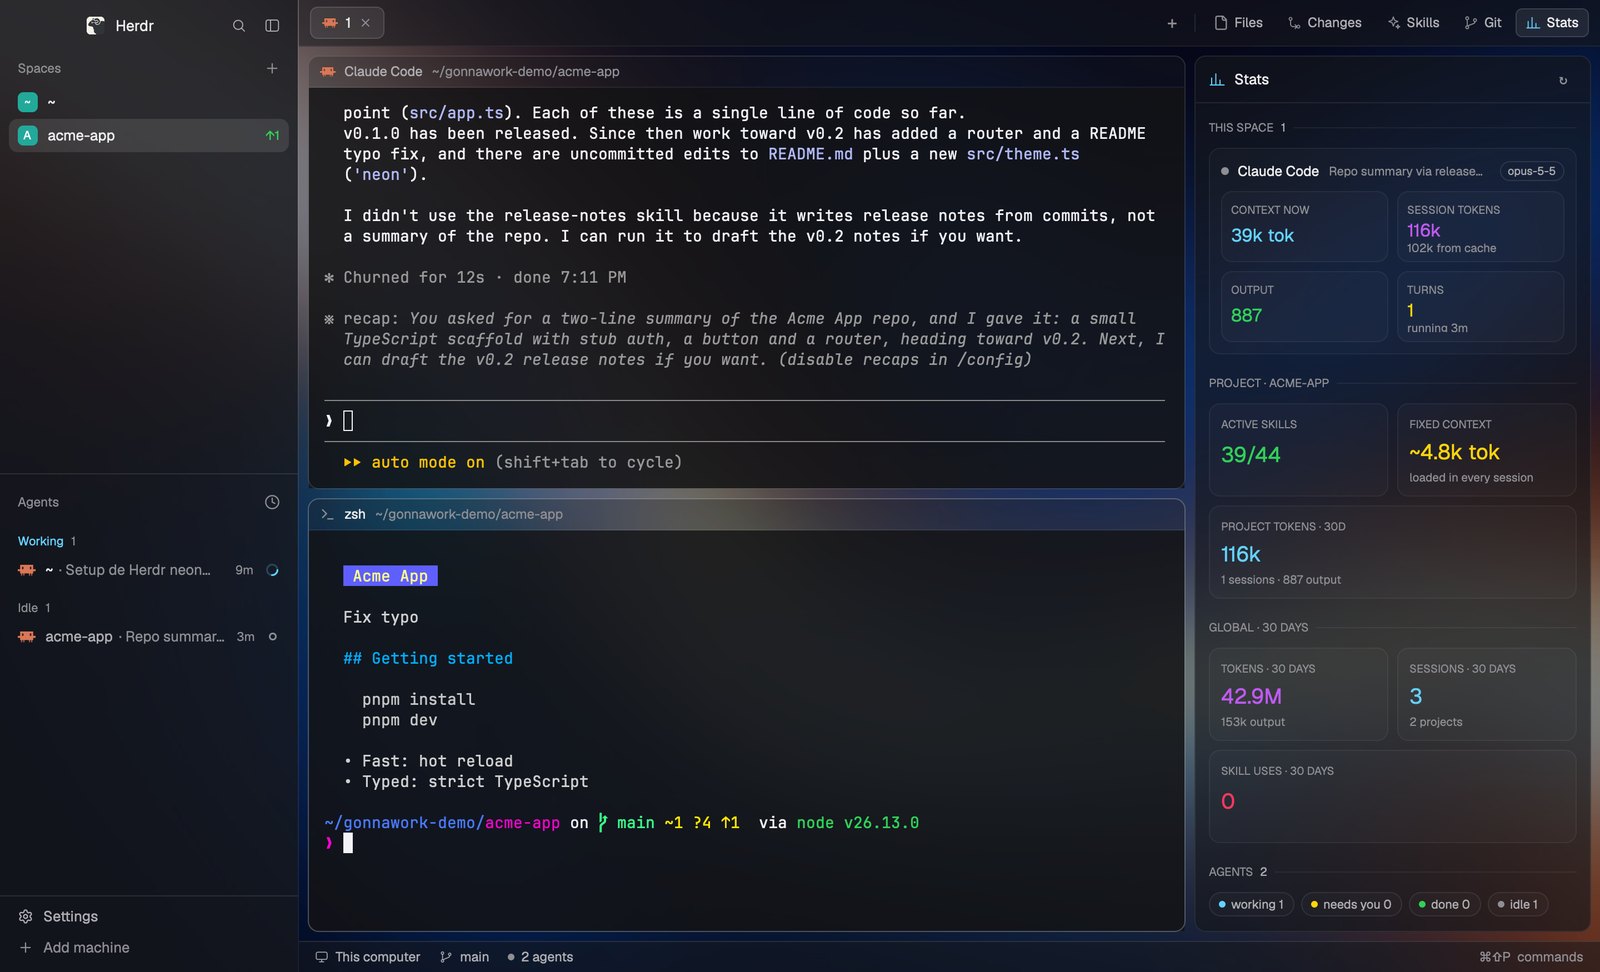 Herdr
Spaces
~ ~
A acme-app ↑1
Agents
Working 1
~ · Setup de Herdr neon... 9m
Idle 1
acme-app · Repo summar... 3m
Settings
+ Add machine
1 ×
+
Files
Changes
Skills
Git
Stats
Claude Code ~/gonnawork-demo/acme-app
point (src/app.ts). Each of these is a single line of code so far.
v0.1.0 has been released. Since then work toward v0.2 has added a router and a README
typo fix, and there are uncommitted edits to README.md plus a new src/theme.ts
('neon').
I didn't use the release-notes skill because it writes release notes from commits, not
a summary of the repo. I can run it to draft the v0.2 notes if you want.
✻ Churned for 12s · done 7:11 PM
※ recap: You asked for a two-line summary of the Acme App repo, and I gave it: a small
TypeScript scaffold with stub auth, a button and a router, heading toward v0.2. Next, I
can draft the v0.2 release notes if you want. (disable recaps in /config)
❯
⏵⏵ auto mode on (shift+tab to cycle)
zsh ~/gonnawork-demo/acme-app
Acme App
Fix typo
## Getting started
pnpm install
pnpm dev
• Fast: hot reload
• Typed: strict TypeScript
~/gonnawork-demo/acme-app on main ~1 ?4 ↑1 via node v26.13.0
❯
Stats ↻
THIS SPACE 1
Claude Code Repo summary via release... opus-5-5
CONTEXT NOW
39k tok
SESSION TOKENS
116k
102k from cache
OUTPUT
887
TURNS
1
running 3m
PROJECT · ACME-APP
ACTIVE SKILLS
39/44
FIXED CONTEXT
~4.8k tok
loaded in every session
PROJECT TOKENS · 30D
116k
1 sessions · 887 output
GLOBAL · 30 DAYS
TOKENS · 30 DAYS
42.9M
153k output
SESSIONS · 30 DAYS
3
2 projects
SKILL USES · 30 DAYS
0
AGENTS 2
working 1
needs you 0
done 0
idle 1
This computer
main
2 agents
⌘⇧P commands